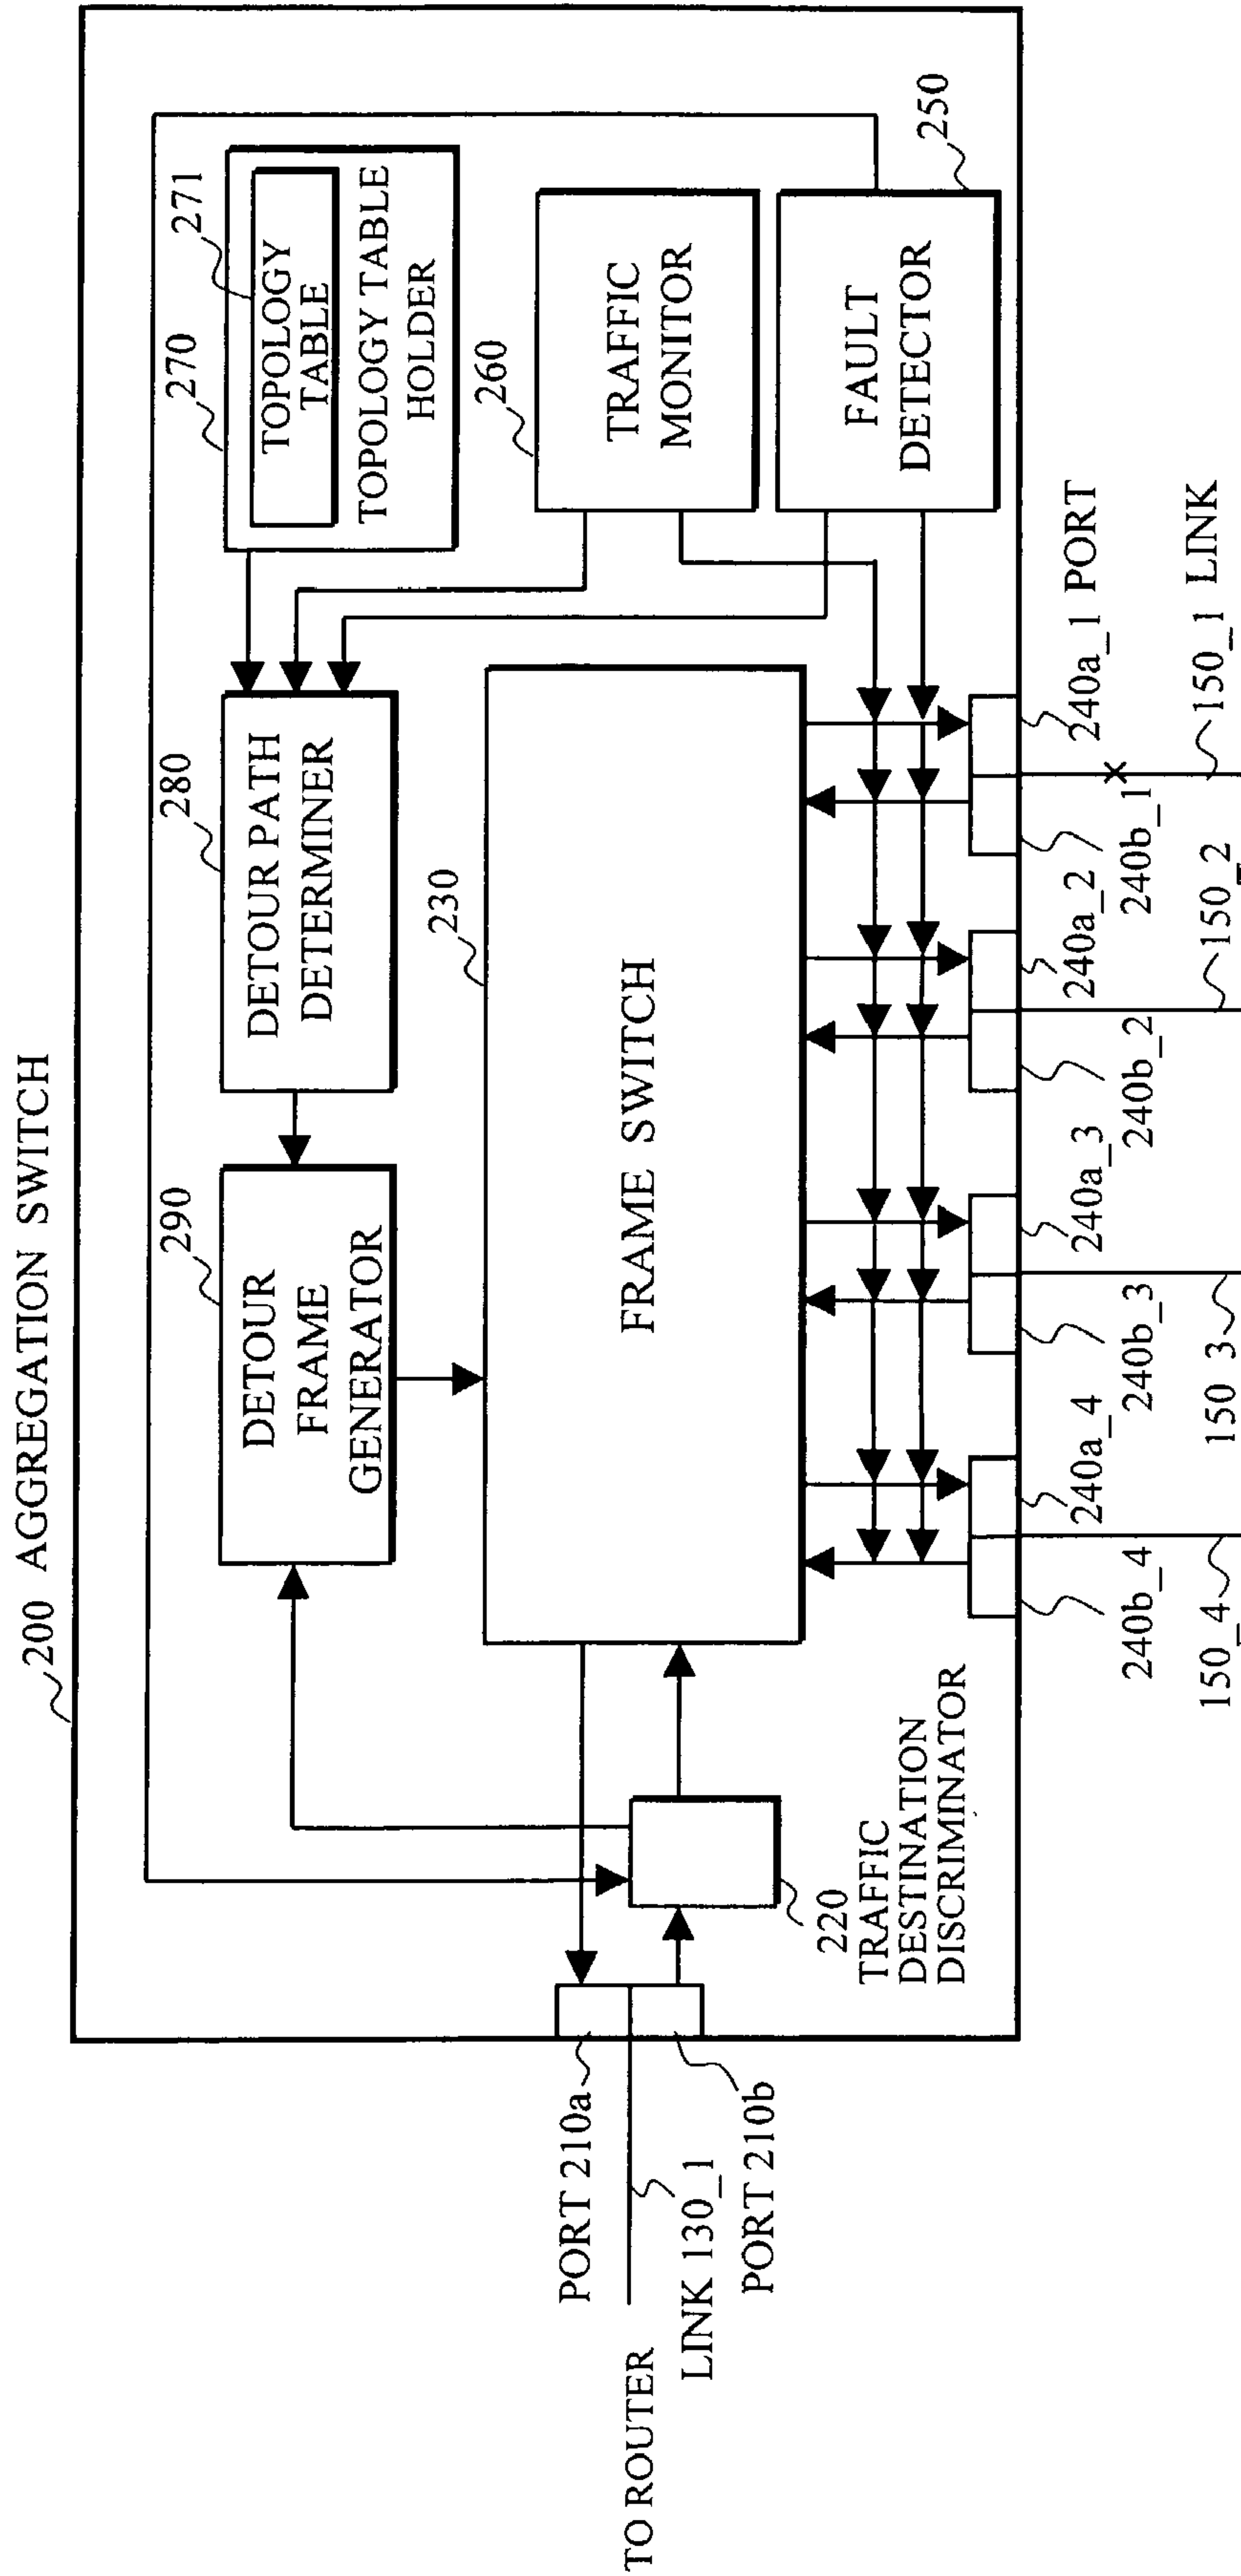 200 AGGREGATION SWITCH
290
DETOUR
FRAME
GENERATOR
280
DETOUR PATH
DETERMINER
270
271
TOPOLOGY
TABLE
TOPOLOGY TABLE
HOLDER
230
FRAME SWITCH
260
TRAFFIC
MONITOR
FAULT
DETECTOR
250
TO ROUTER
PORT 210a
LINK 130_1
PORT 210b
220
TRAFFIC
DESTINATION
DISCRIMINATOR
240a_4
240a_3
240a_2
240a_1 PORT
240b_4
240b_3
240b_2
240b_1
150_4
150_3
150_2
150_1 LINK